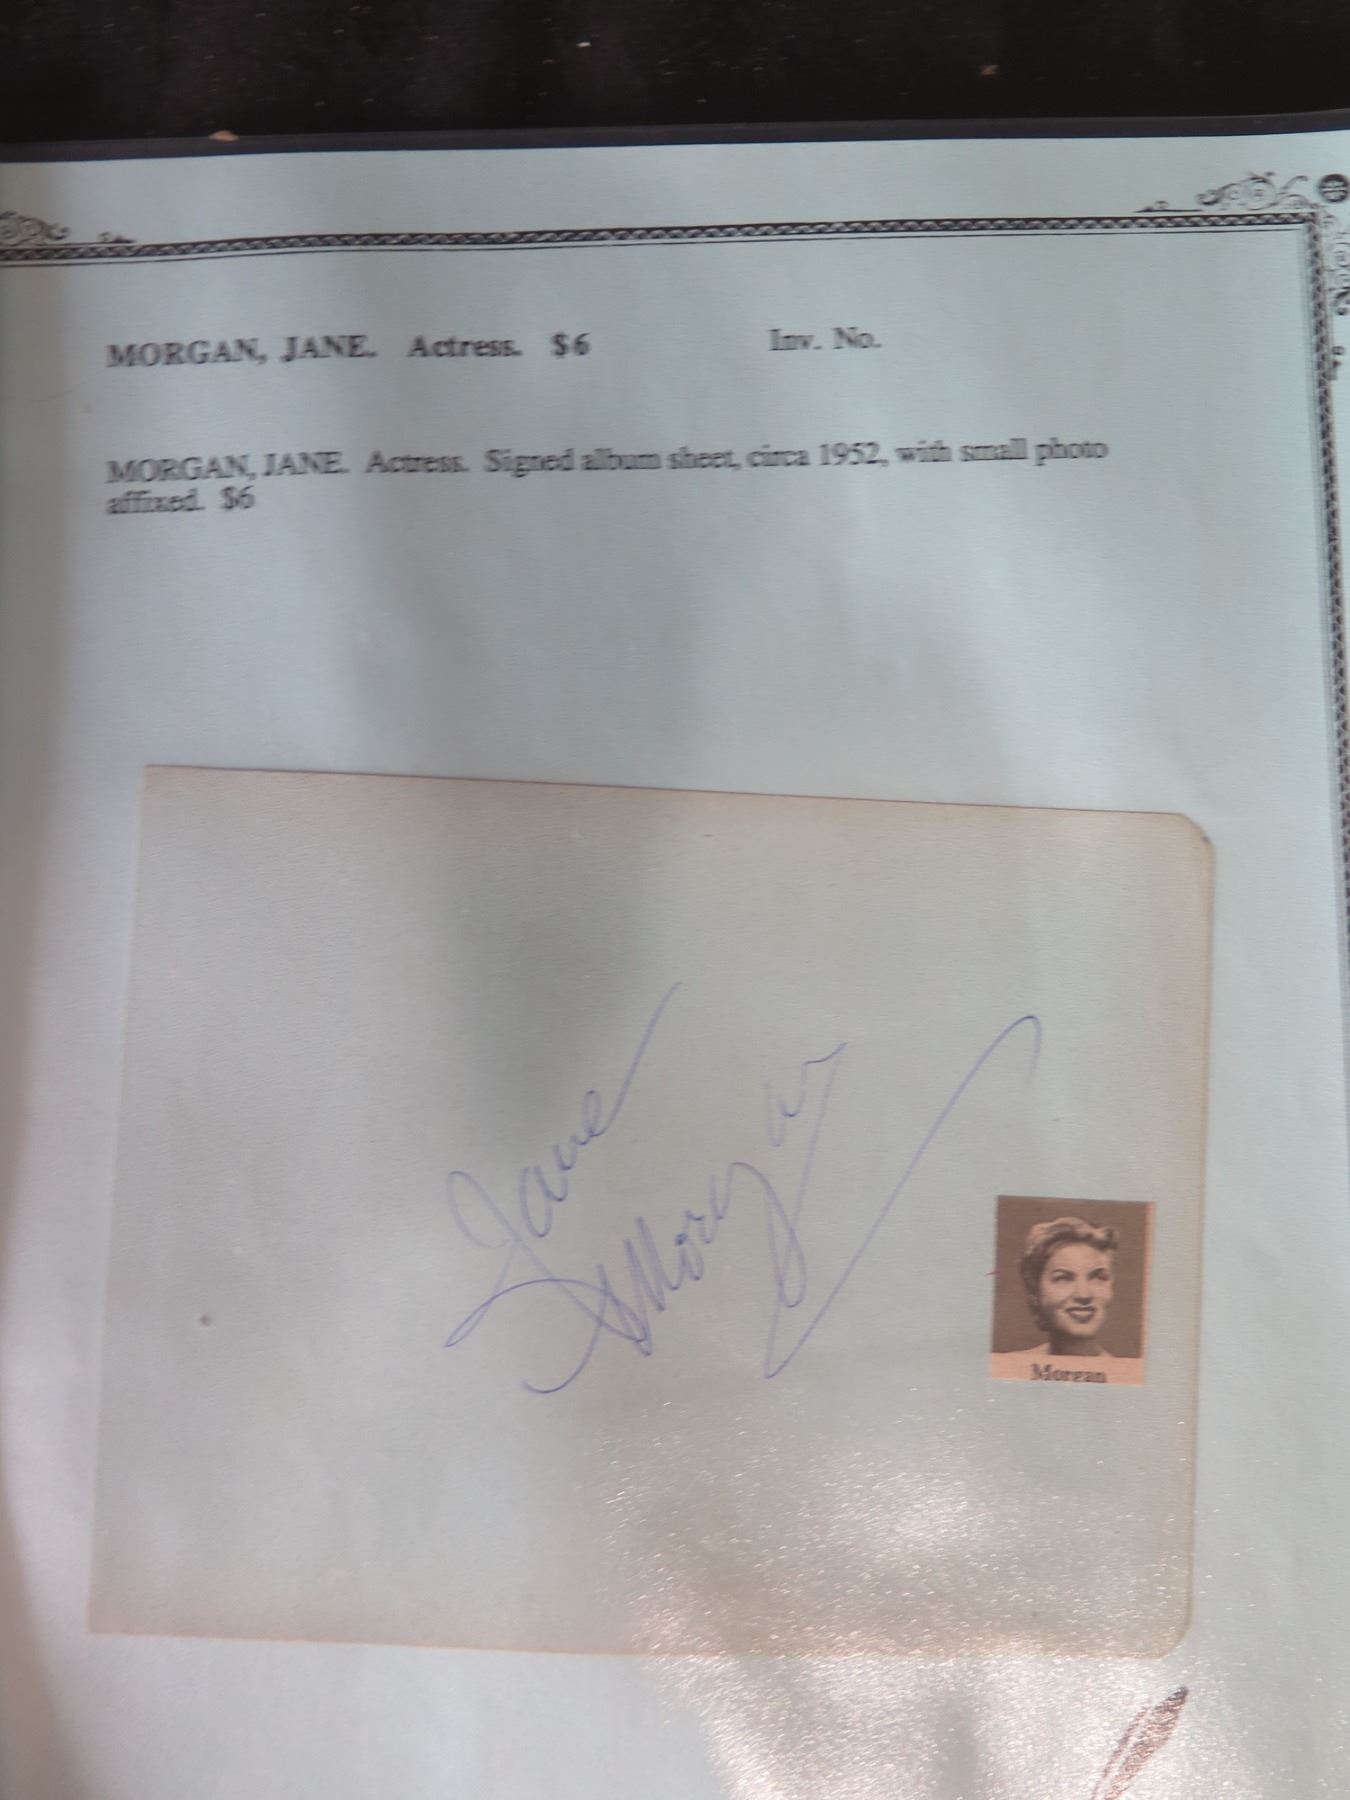 MORGAN, JANE. Actress. $6 Inv. No.
MORGAN, JANE. Actress. Signed album sheet, circa 1952, with small photo
affixed. $6
Jane
Morgan
Morgan